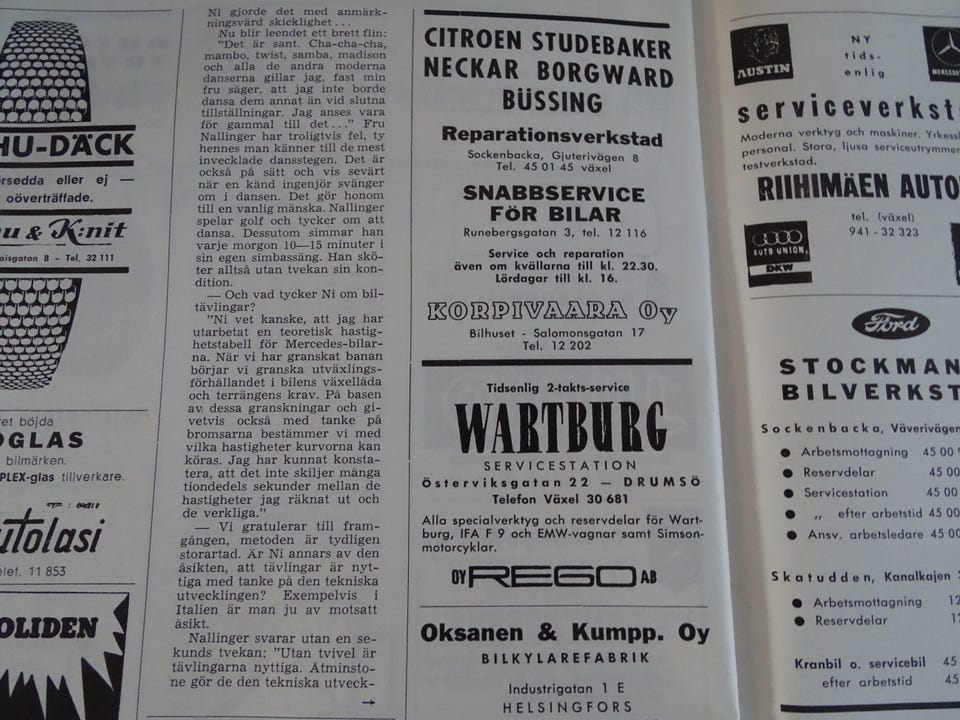 HU-DÄCK
rsedda eller ej —
oöverträffade.
u & K:nit
aisgatan 8 - Tel. 32 111
et böjda
OGLAS
bilmärken.
PLEX-glas tillverkare.
utolasi
elef. 11 853
OLIDEN
Ni gjorde det med anmärk-
ningsvärd skicklighet...
Nu blir leendet ett brett flin:
"Det är sant. Cha-cha-cha,
mambo, twist, samba, madison
och alla de andra moderna
danserna gillar jag, fast min
fru säger, att jag inte borde
dansa dem annat än vid slutna
tillställningar. Jag anses vara
för gammal till det..." Fru
Nallinger har troligtvis fel, ty
hennes man känner till de mest
invecklade dansstegen. Det är
också på sätt och vis sevärt
när en känd ingenjör svänger
om i dansen. Det gör honom
till en vanlig mänska. Nallinger
spelar golf och tycker om att
dansa. Dessutom simmar han
varje morgon 10—15 minuter i
sin egen simbassäng. Han skö-
ter alltså utan tvekan sin kon-
dition.
— Och vad tycker Ni om bil-
tävlingar?
"Ni vet kanske, att jag har
utarbetat en teoretisk hastig-
hetstabell för Mercedes-bilar-
na. När vi har granskat banan
börjar vi granska utväxlings-
förhållandet i bilens växellåda
och terrängens krav. På basen
av dessa granskningar och gi-
vetvis också med tanke på
bromsarna bestämmer vi med
vilka hastigheter kurvorna kan
köras. Jag har kunnat konsta-
tera, att det inte skiljer många
tiondedels sekunder mellan de
hastigheter jag räknat ut och
de verkliga."
— Vi gratulerar till fram-
gången, metoden är tydligen
storartad. Är Ni annars av den
åsikten, att tävlingar är nyt-
tiga med tanke på den tekniska
utvecklingen? Exempelvis i
Italien är man ju av motsatt
åsikt.
Nallinger svarar utan en se-
kunds tvekan: "Utan tvivel är
tävlingarna nyttiga. Åtminsto-
ne gör de den tekniska utveck-
→
CITROEN STUDEBAKER
NECKAR BORGWARD
BÜSSING
Reparationsverkstad
Sockenbacka, Gjuterivägen 8
Tel. 45 01 45 växel
SNABBSERVICE
FÖR BILAR
Runebergsgatan 3, tel. 12 116
Service och reparation
även om kvällarna till kl. 22.30.
Lördagar till kl. 16.
KORPIVAARA Oy
Bilhuset - Salomonsgatan 17
Tel. 12 202
Tidsenlig 2-takts-service
WARTBURG
SERVICESTATION
Österviksgatan 22 — DRUMSÖ
Telefon Växel 30 681
Alla specialverktyg och reservdelar för Wart-
burg, IFA F 9 och EMW-vagnar samt Simson-
motorcyklar.
OY REGO AB
Oksanen & Kumpp. Oy
BILKYLAREFABRIK
Industrigatan 1 E
HELSINGFORS
AUSTIN
NY
tids-
enlig
MERCEDES
serviceverkst
Moderna verktyg och maskiner. Yrkessk
personal. Stora, ljusa serviceutrymmen
testverkstad.
RIIHIMÄEN AUTO
tel. (växel)
941 - 32 323
AUTO UNION
DKW
Ford
STOCKMAN
BILVERKST
Sockenbacka, Väverivägen
● Arbetsmottagning 45 00
● Reservdelar 45 00
● Servicestation 45 00
● „ efter arbetstid 45 00
● Ansv. arbetsledare 45 00
Skatudden, Kanalkajen
● Arbetsmottagning 12
● Reservdelar 12
Kranbil o. servicebil 45
efter arbetstid 45